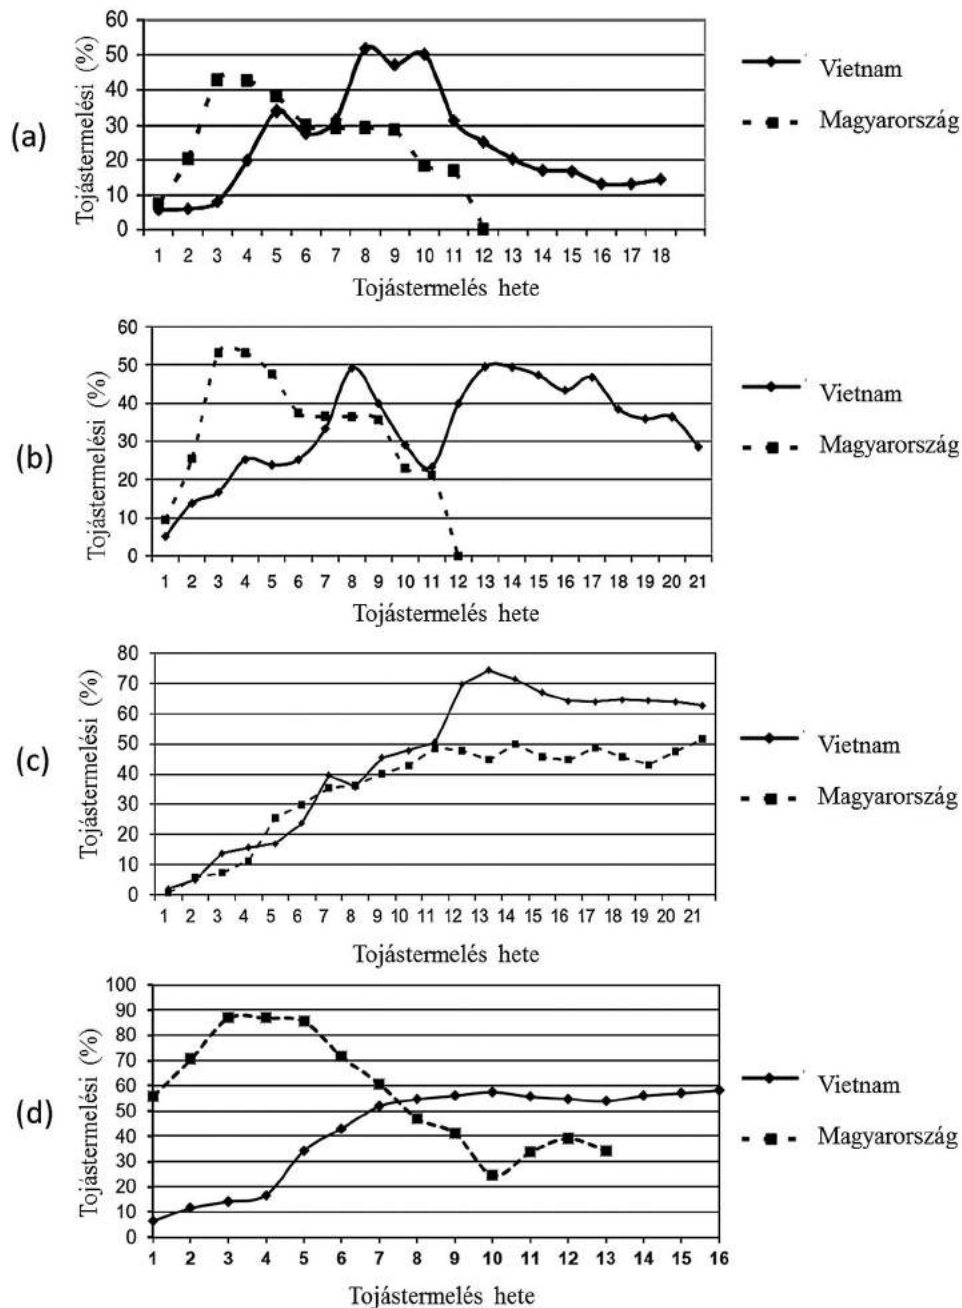 (a)
Tojástermelési (%)
60
50
40
30
20
10
0
1 2 3 4 5 6 7 8 9 10 11 12 13 14 15 16 17 18
Tojástermelés hete
Vietnam
Magyarország
(b)
Tojástermelési (%)
60
50
40
30
20
10
0
1 2 3 4 5 6 7 8 9 10 11 12 13 14 15 16 17 18 19 20 21
Tojástermelés hete
Vietnam
Magyarország
(c)
Tojástermelési (%)
80
70
60
50
40
30
20
10
0
1 2 3 4 5 6 7 8 9 10 11 12 13 14 15 16 17 18 19 20 21
Tojástermelés hete
Vietnam
Magyarország
(d)
Tojástermelési (%)
100
90
80
70
60
50
40
30
20
10
0
1 2 3 4 5 6 7 8 9 10 11 12 13 14 15 16
Tojástermelés hete
Vietnam
Magyarország